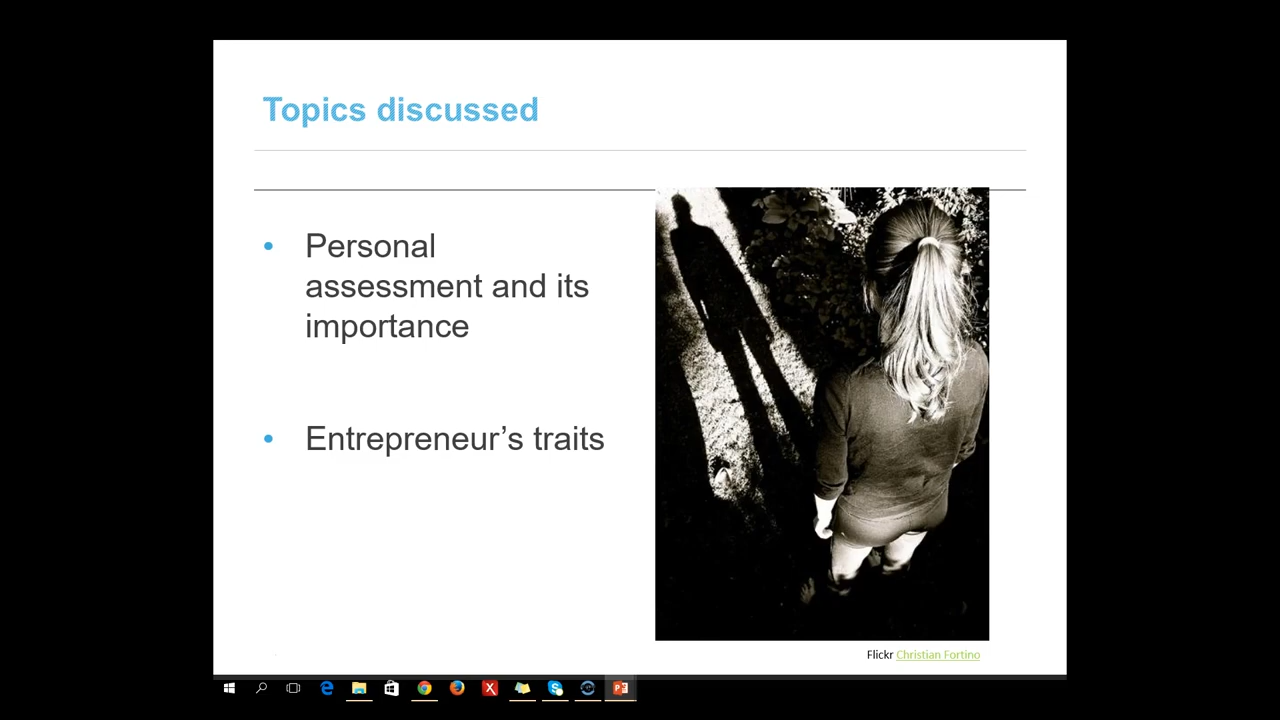 Topics discussed
• Personal
assessment and its
importance
• Entrepreneur’s traits
Flickr Christian Fortino